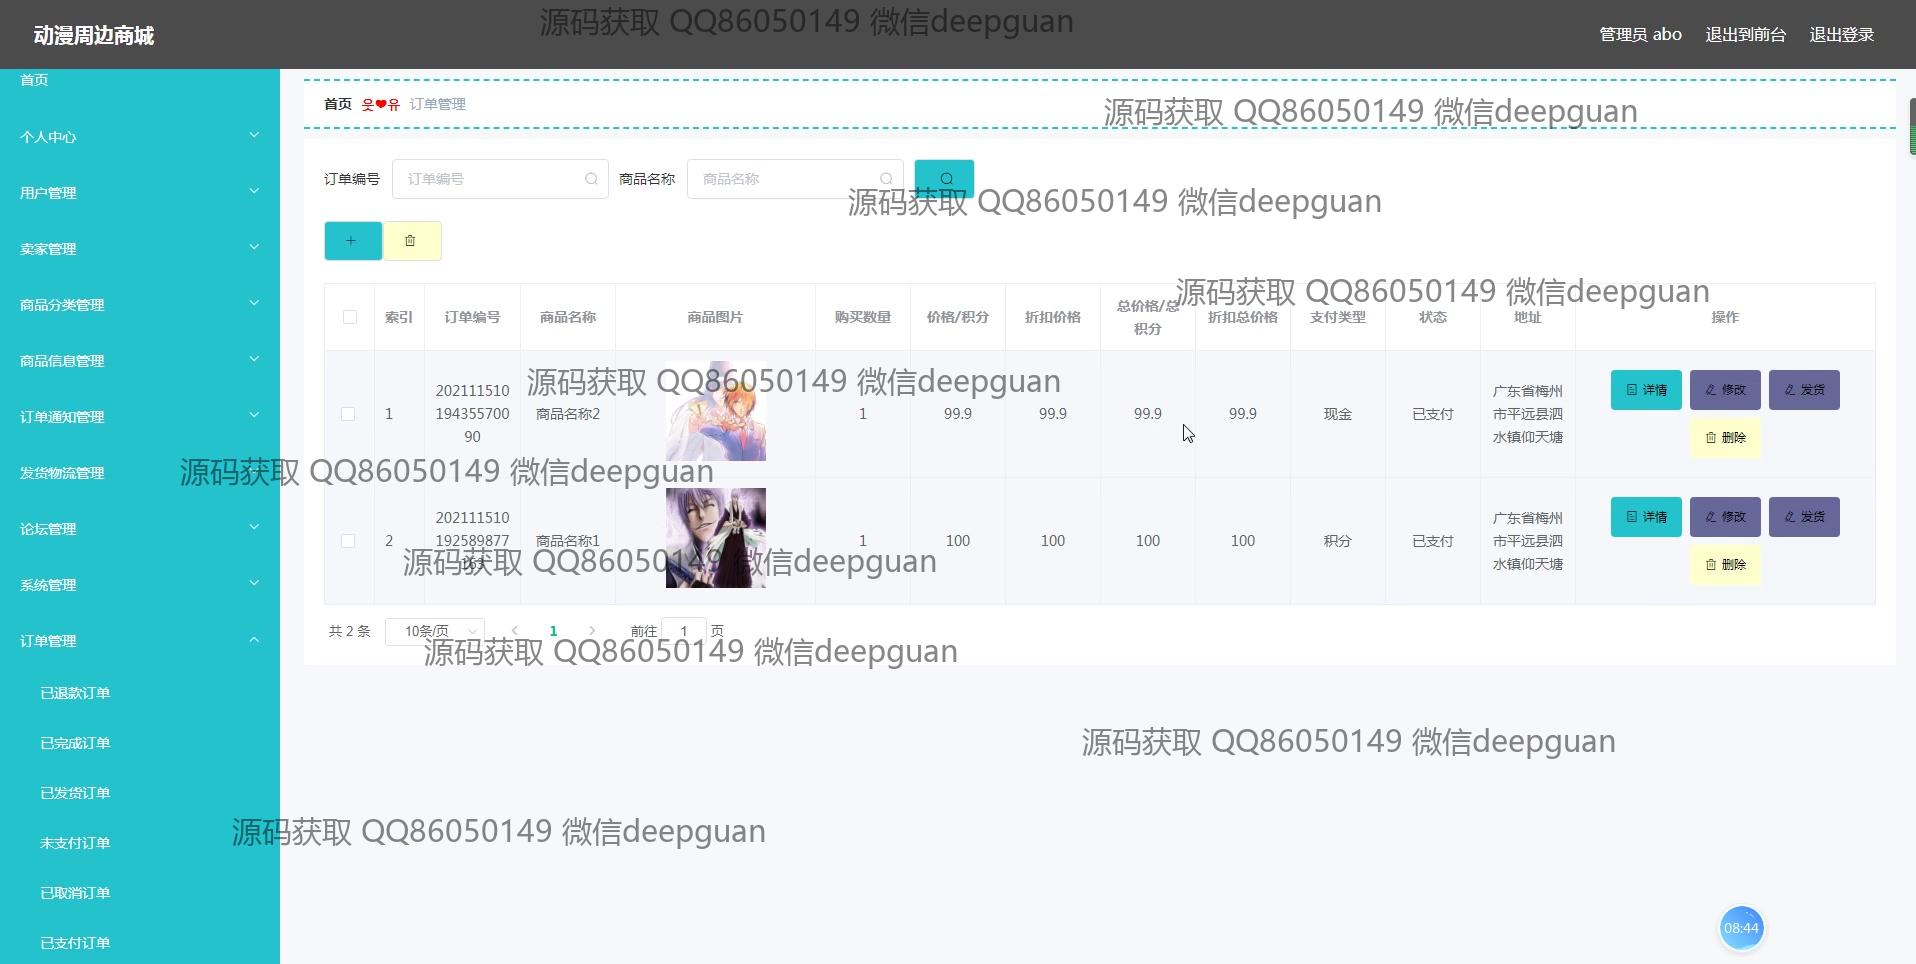 动漫周边商城
源码获取 QQ86050149 微信deepguan
管理员 abo 退出到前台 退出登录
首页
个人中心
用户管理
卖家管理
商品分类管理
商品信息管理
订单通知管理
发货物流管理
论坛管理
系统管理
订单管理
已退款订单
已完成订单
已发货订单
未支付订单
已取消订单
已支付订单
首页 웃❤유 订单管理
源码获取 QQ86050149 微信deepguan
订单编号 订单编号 商品名称 商品名称
源码获取 QQ86050149 微信deepguan
源码获取 QQ86050149 微信deepguan
索引 订单编号 商品名称 商品图片 购买数量 价格/积分 折扣价格 总价格/总积分 折扣总价格 支付类型 状态 地址 操作
源码获取 QQ86050149 微信deepguan
1 20211151019435570090 商品名称2 1 99.9 99.9 99.9 99.9 现金 已支付 广东省梅州市平远县泗水镇仰天塘 详情 修改 发货 删除
源码获取 QQ86050149 微信deepguan
2 202111510192589877163 商品名称1 1 100 100 100 100 积分 已支付 广东省梅州市平远县泗水镇仰天塘 详情 修改 发货 删除
源码获取 QQ86050149 微信deepguan
共 2 条 10条/页 1 前往 1 页
源码获取 QQ86050149 微信deepguan
源码获取 QQ86050149 微信deepguan
源码获取 QQ86050149 微信deepguan
08:44